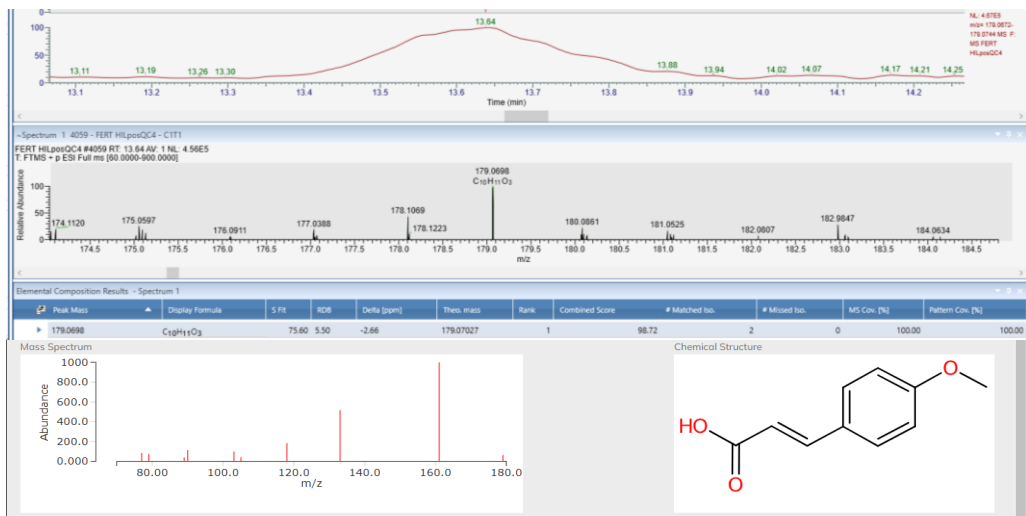 0
NL: 4.67E5
m/z= 179.0672-
179.0744 MS F:
MS FERT
HILposQC4
100
50
0
13.64
13.11 13.19 13.26 13.30 13.88 13.94 14.02 14.07 14.17 14.21 14.25
13.1 13.2 13.3 13.4 13.5 13.6 13.7 13.8 13.9 14.0 14.1 14.2
Time (min)
~Spectrum 1 4059 - FERT HILposQC4 - C1T1
FERT HILposQC4 #4059 RT: 13.64 AV: 1 NL: 4.56E5
T: FTMS + p ESI Full ms [60.0000-900.0000]
179.0698
C10H11O3
Relative Abundance
100
50
0
174.1120 175.0597 176.0911 177.0388 178.1069 178.1223 180.0861 181.0525 182.0807 182.9847 184.0634
174.5 175.0 175.5 176.0 176.5 177.0 177.5 178.0 178.5 179.0 179.5 180.0 180.5 181.0 181.5 182.0 182.5 183.0 183.5 184.0 184.5
m/z
Elemental Composition Results - Spectrum 1
Peak Mass Display Formula S Fit RDB Delta [ppm] Theo. mass Rank Combined Score # Matched Iso. # Missed Iso. MS Cov. [%] Pattern Cov. [%]
179.0698 C10H11O3 75.60 5.50 -2.66 179.07027 1 98.72 2 0 100.00 100.00
Mass Spectrum
Chemical Structure
Abundance
1000
800.0
600.0
400.0
200.0
0.000
80.00 100.0 120.0 140.0 160.0 180.0
m/z
O
HO
O